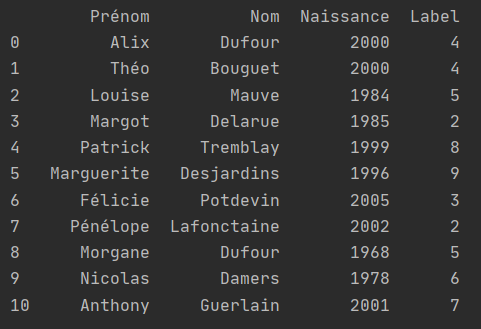 Prénom Nom Naissance Label
0 Alix Dufour 2000 4
1 Théo Bouguet 2000 4
2 Louise Mauve 1984 5
3 Margot Delarue 1985 2
4 Patrick Tremblay 1999 8
5 Marguerite Desjardins 1996 9
6 Félicie Potdevin 2005 3
7 Pénélope Lafonctaine 2002 2
8 Morgane Dufour 1968 5
9 Nicolas Damers 1978 6
10 Anthony Guerlain 2001 7